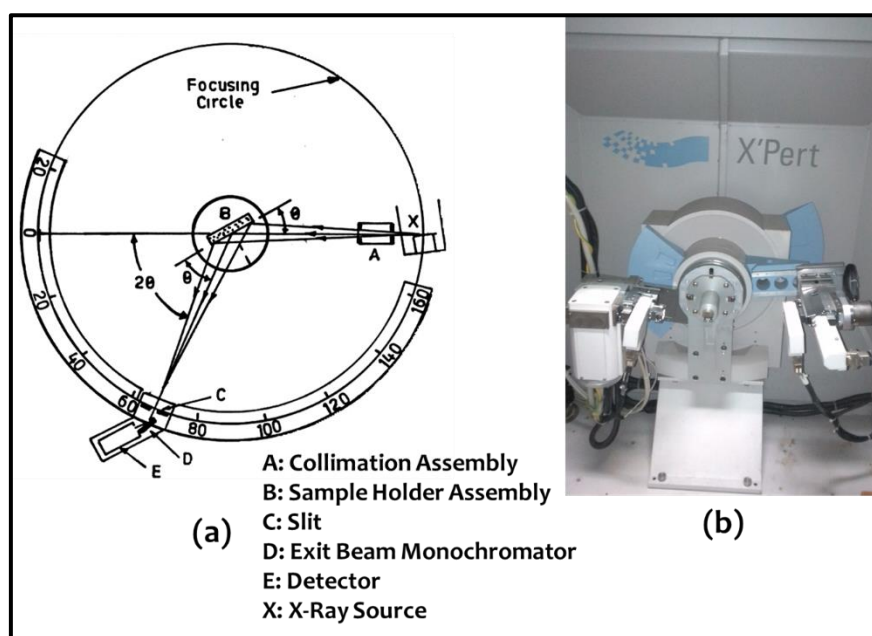 Focusing
Circle
B
θ
X
A
2θ
θ
20
0
20
40
60
80
100
120
140
160
C
D
E
X'Pert
A: Collimation Assembly
B: Sample Holder Assembly
C: Slit
D: Exit Beam Monochromator
E: Detector
X: X-Ray Source
(a)
(b)